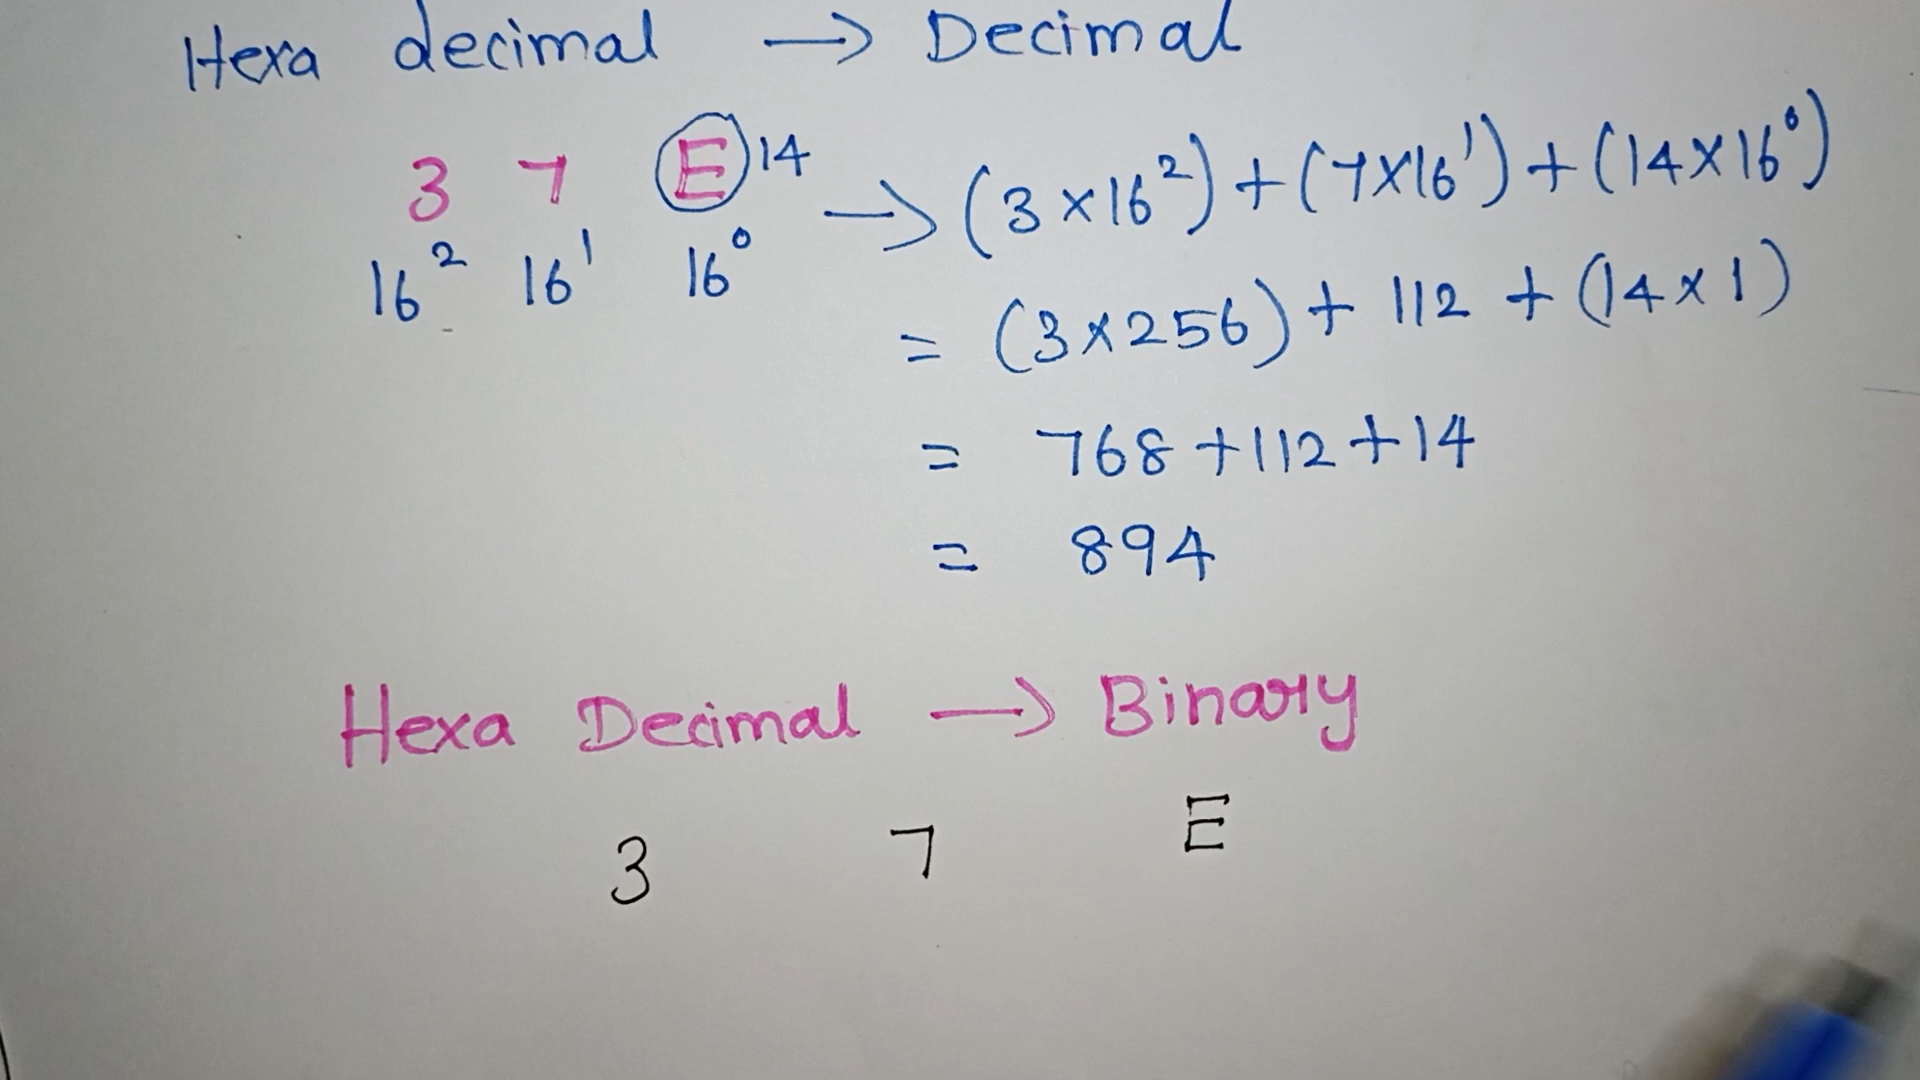 Hexa decimal → Decimal
3 7 E 14 → (3 × 16²) + (7 × 16¹) + (14 × 16⁰)
16² 16¹ 16⁰
= (3 × 256) + 112 + (14 × 1)
= 768 + 112 + 14
= 894
Hexa Decimal → Binary
3 7 E